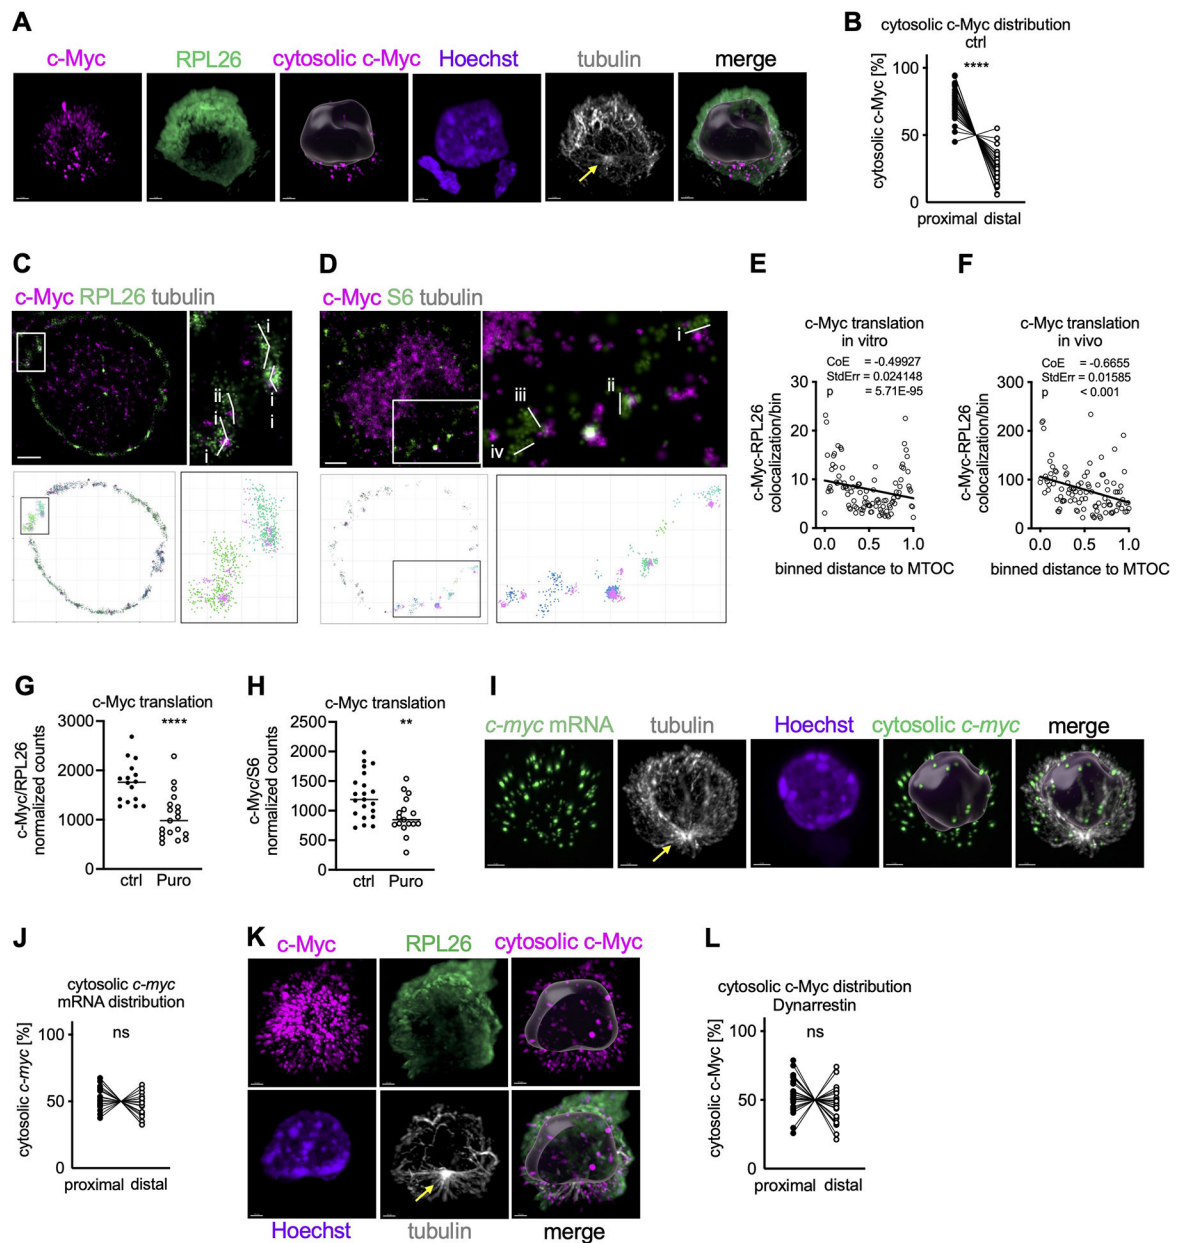 A
c-Myc RPL26 cytosolic c-Myc Hoechst tubulin merge
B
cytosolic c-Myc distribution
ctrl
****
cytosolic c-Myc [%]
100
50
0
proximal distal
C
c-Myc RPL26 tubulin
i
i
ii
i
i
i
D
c-Myc S6 tubulin
i
ii
iii
iv
E
c-Myc translation
in vitro
CoE = -0.49927
StdErr = 0.024148
p = 5.71E-95
c-Myc-RPL26
colocalization/bin
30
20
10
0
0.0 0.5 1.0
binned distance to MTOC
F
c-Myc translation
in vivo
CoE = -0.6655
StdErr = 0.01585
p < 0.001
c-Myc-RPL26
colocalization/bin
300
200
100
0
0.0 0.5 1.0
binned distance to MTOC
G
c-Myc translation
****
c-Myc/RPL26
normalized counts
3000
2000
1000
0
ctrl Puro
H
c-Myc translation
**
c-Myc/S6
normalized counts
2500
2000
1500
1000
500
0
ctrl Puro
I
c-myc mRNA tubulin Hoechst cytosolic c-myc merge
J
cytosolic c-myc
mRNA distribution
ns
cytosolic c-myc [%]
100
50
0
proximal distal
K
c-Myc RPL26 cytosolic c-Myc
Hoechst tubulin merge
L
cytosolic c-Myc distribution
Dynarrestin
ns
cytosolic c-Myc [%]
100
50
0
proximal distal